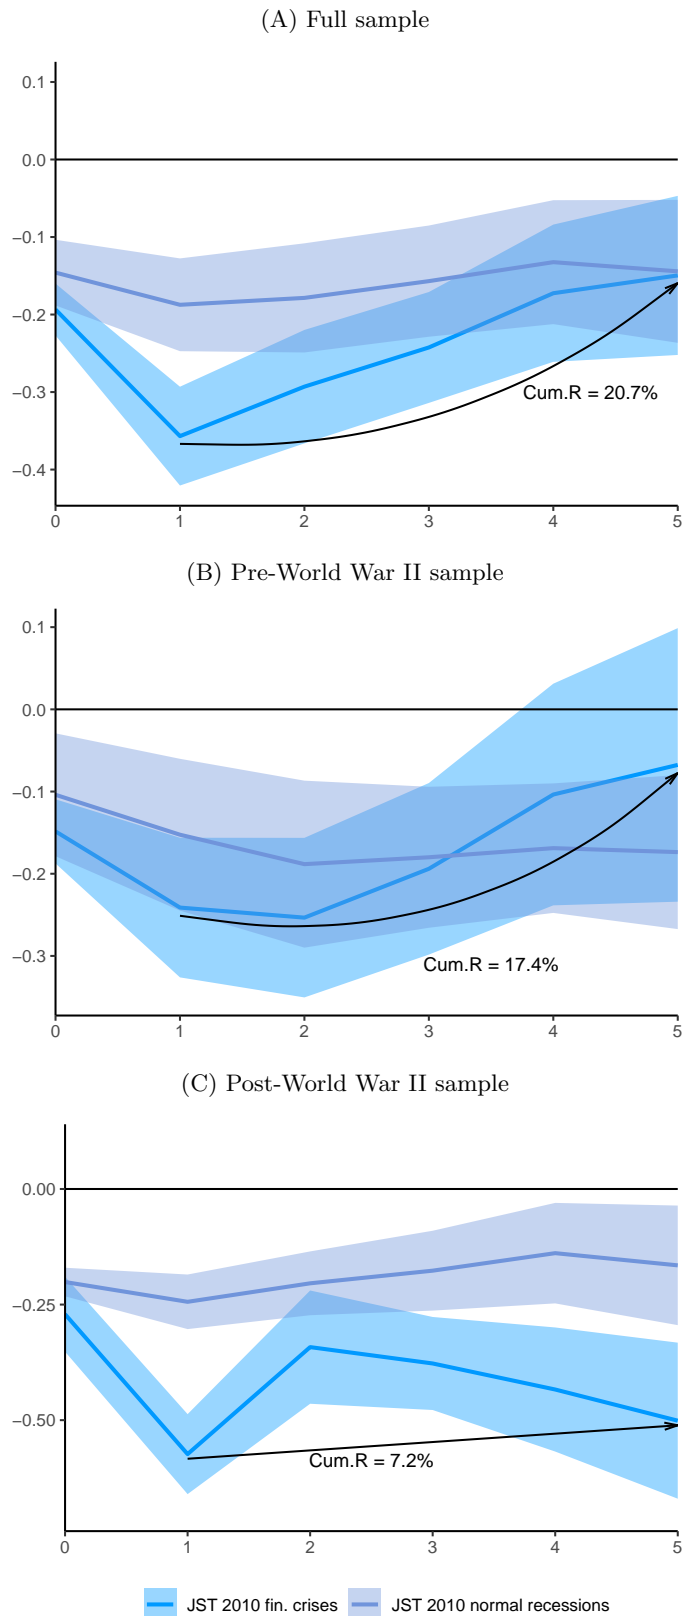 (A) Full sample
0.1
0.0
−0.1
−0.2
−0.3
−0.4
Cum.R = 20.7%
0 1 2 3 4 5
(B) Pre-World War II sample
0.1
0.0
−0.1
−0.2
−0.3
Cum.R = 17.4%
0 1 2 3 4 5
(C) Post-World War II sample
0.00
−0.25
−0.50
Cum.R = 7.2%
0 1 2 3 4 5
JST 2010 fin. crises JST 2010 normal recessions